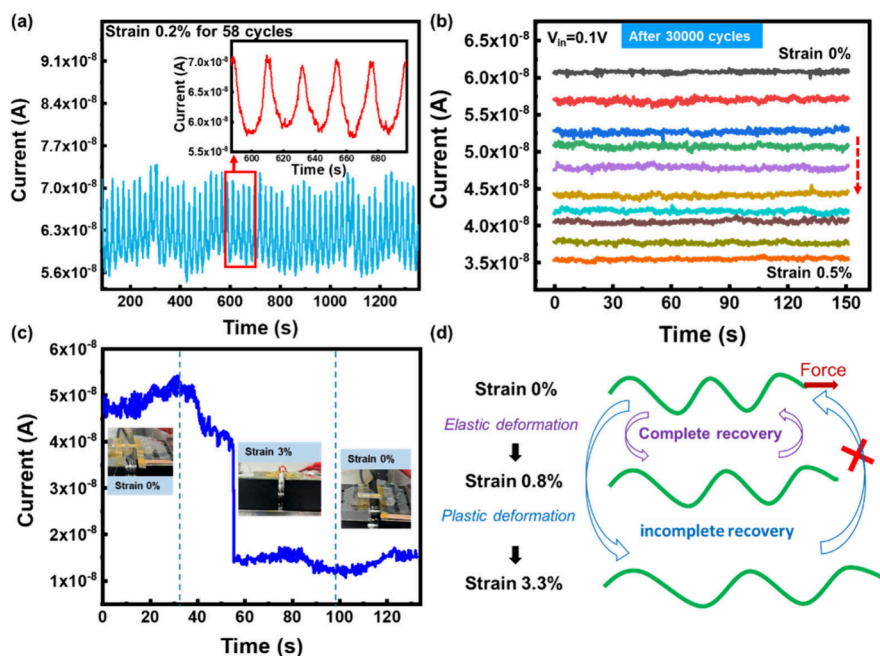 (a)
Strain 0.2% for 58 cycles
Current (A)
9.1x10⁻⁸
8.4x10⁻⁸
7.7x10⁻⁸
7.0x10⁻⁸
6.3x10⁻⁸
5.6x10⁻⁸
200 400 600 800 1000 1200
Time (s)
Current (A)
7.0x10⁻⁸
6.5x10⁻⁸
6.0x10⁻⁸
5.5x10⁻⁸
600 620 640 660 680
Time (s)
(b)
Vin=0.1V
After 30000 cycles
Strain 0%
Current (A)
6.5x10⁻⁸
6.0x10⁻⁸
5.5x10⁻⁸
5.0x10⁻⁸
4.5x10⁻⁸
4.0x10⁻⁸
3.5x10⁻⁸
Strain 0.5%
0 30 60 90 120 150
Time (s)
(c)
Current (A)
6x10⁻⁸
5x10⁻⁸
4x10⁻⁸
3x10⁻⁸
2x10⁻⁸
1x10⁻⁸
Strain 0%
Strain 3%
Strain 0%
0 20 40 60 80 100 120
Time (s)
(d)
Strain 0%
Force
Elastic deformation
Complete recovery
Strain 0.8%
Plastic deformation
incomplete recovery
Strain 3.3%